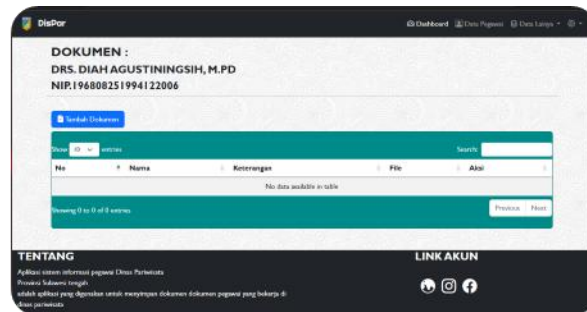 DisPar
Dashboard Data Pegawai Data Lainya
DOKUMEN :
DRS. DIAH AGUSTININGSIH, M.PD
NIP.196808251994122006
Tambah Dokumen
Show 10 entries
Search:
No Nama Keterangan File Aksi
No data available in table
Showing 0 to 0 of 0 entries
Previous Next
TENTANG
Aplikasi sistem informasi pegawai Dinas Pariwisata
Provinsi Sulawesi tengah
adalah aplikasi yang digunakan untuk menyimpan dokumen dokumen pegawai yang bekerja di
dinas pariwisata
LINK AKUN